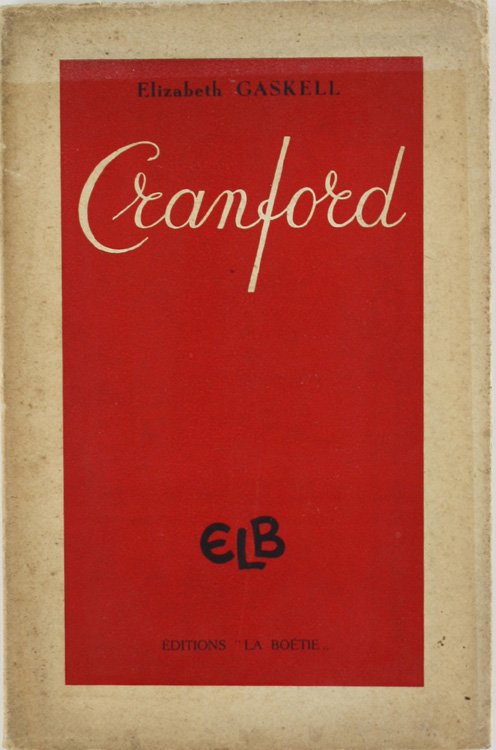 Elizabeth GASKELL
Cranford
ELB
ÉDITIONS "LA BOÉTIE„